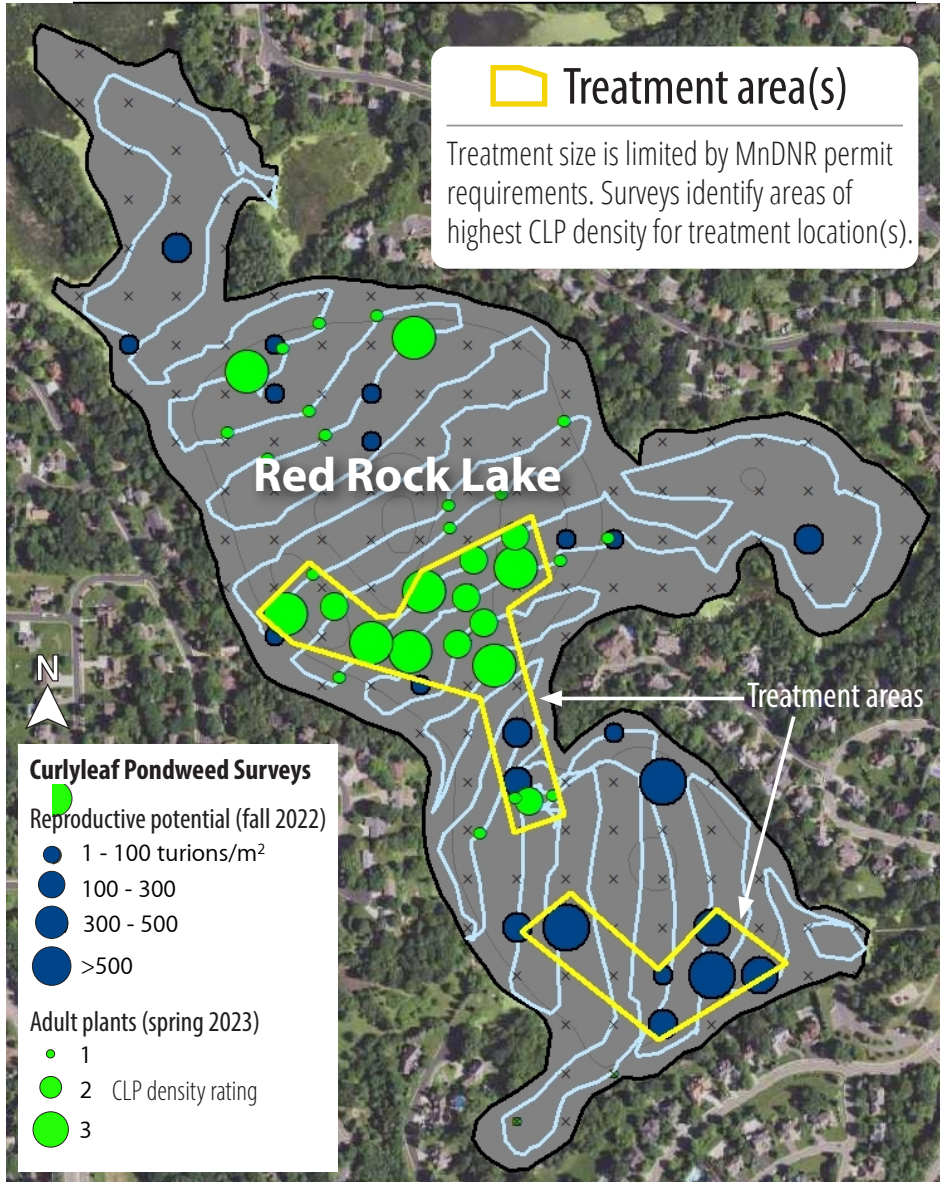 Treatment area(s)
Treatment size is limited by MnDNR permit
requirements. Surveys identify areas of
highest CLP density for treatment location(s).
Red Rock Lake
N
Treatment areas
Curlyleaf Pondweed Surveys
Reproductive potential (fall 2022)
1 - 100 turions/m²
100 - 300
300 - 500
>500
Adult plants (spring 2023)
1
2 CLP density rating
3